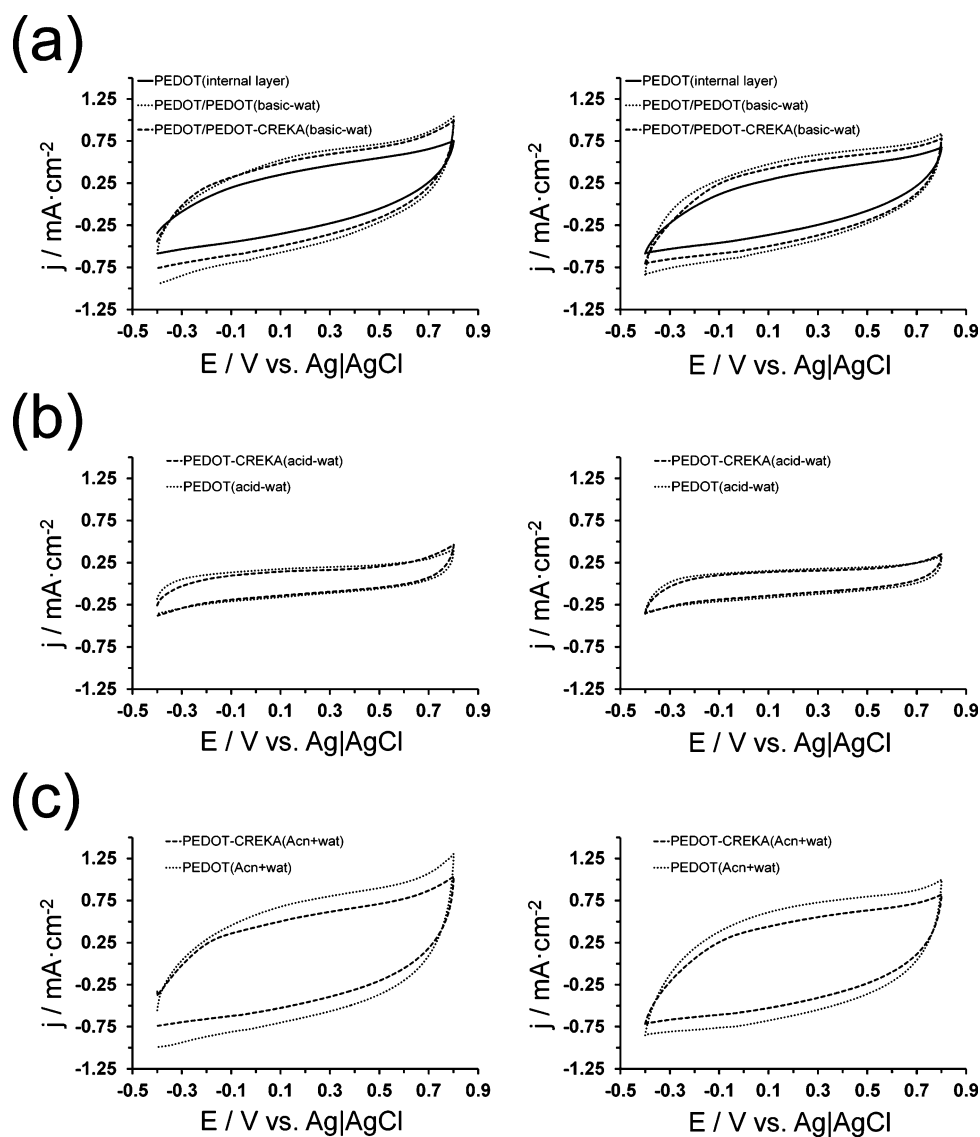 (a)
PEDOT(internal layer)
PEDOT/PEDOT(basic-wat)
PEDOT/PEDOT-CREKA(basic-wat)
1.25
0.75
0.25
-0.25
-0.75
-1.25
j / mA·cm-2
-0.5 -0.3 -0.1 0.1 0.3 0.5 0.7 0.9
E / V vs. Ag|AgCl
PEDOT(internal layer)
PEDOT/PEDOT(basic-wat)
PEDOT/PEDOT-CREKA(basic-wat)
1.25
0.75
0.25
-0.25
-0.75
-1.25
j / mA·cm-2
-0.5 -0.3 -0.1 0.1 0.3 0.5 0.7 0.9
E / V vs. Ag|AgCl
(b)
PEDOT-CREKA(acid-wat)
PEDOT(acid-wat)
1.25
0.75
0.25
-0.25
-0.75
-1.25
j / mA·cm-2
-0.5 -0.3 -0.1 0.1 0.3 0.5 0.7 0.9
E / V vs. Ag|AgCl
PEDOT-CREKA(acid-wat)
PEDOT(acid-wat)
1.25
0.75
0.25
-0.25
-0.75
-1.25
j / mA·cm-2
-0.5 -0.3 -0.1 0.1 0.3 0.5 0.7 0.9
E / V vs. Ag|AgCl
(c)
PEDOT-CREKA(Acn+wat)
PEDOT(Acn+wat)
1.25
0.75
0.25
-0.25
-0.75
-1.25
j / mA·cm-2
-0.5 -0.3 -0.1 0.1 0.3 0.5 0.7 0.9
E / V vs. Ag|AgCl
PEDOT-CREKA(Acn+wat)
PEDOT(Acn+wat)
1.25
0.75
0.25
-0.25
-0.75
-1.25
j / mA·cm-2
-0.5 -0.3 -0.1 0.1 0.3 0.5 0.7 0.9
E / V vs. Ag|AgCl